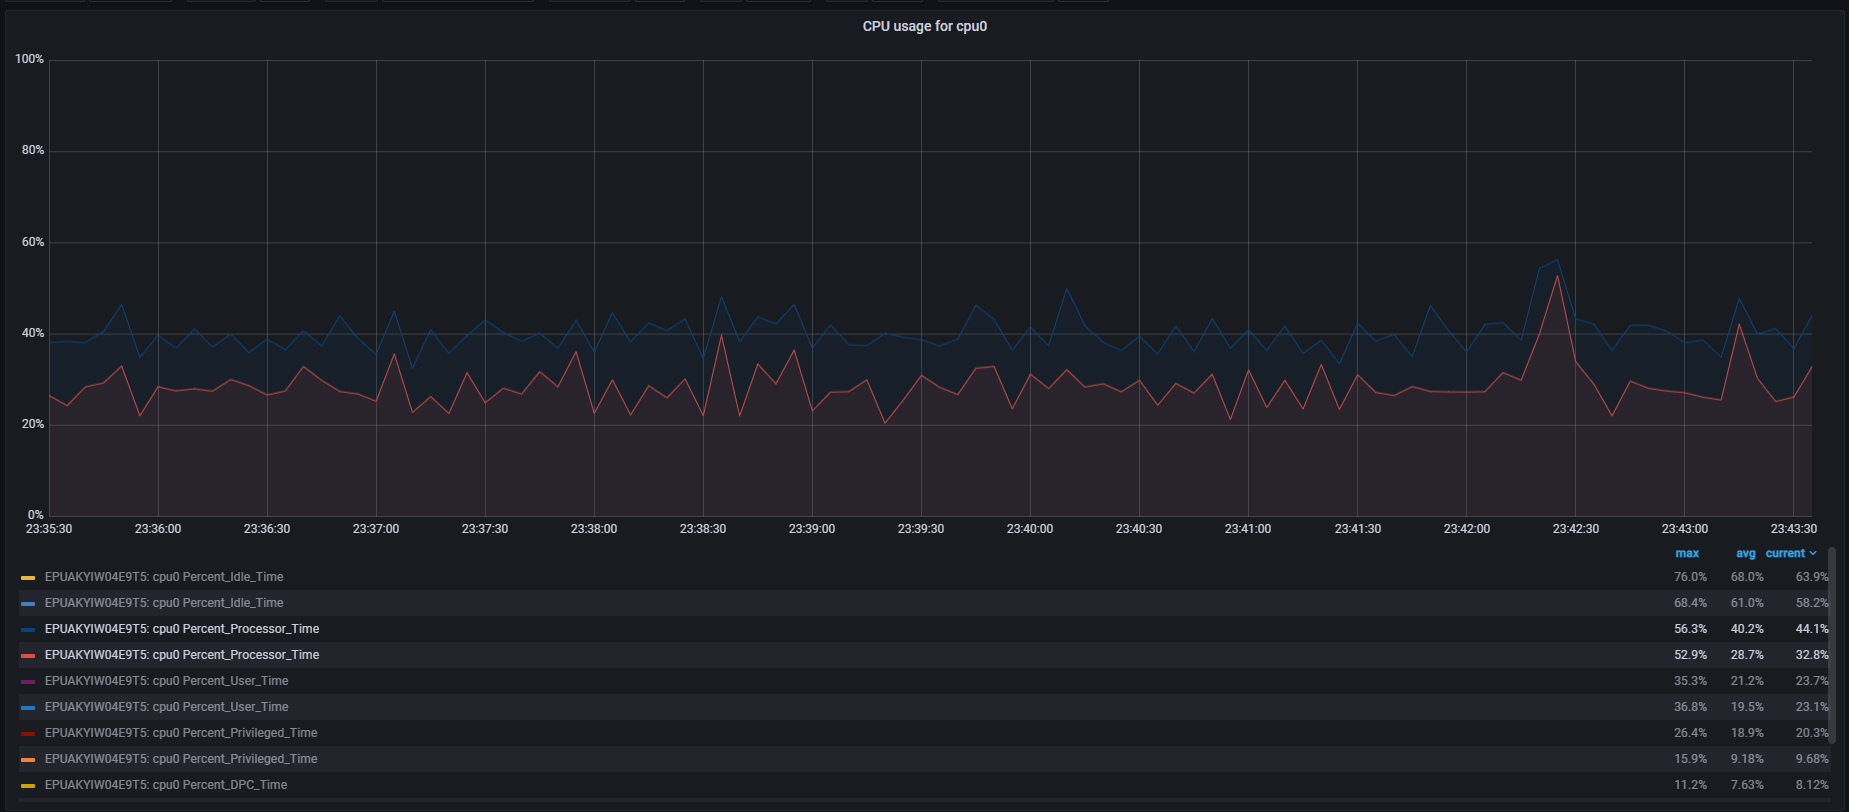 CPU usage for cpu0
100%
80%
60%
40%
20%
0%
23:35:30 23:36:00 23:36:30 23:37:00 23:37:30 23:38:00 23:38:30 23:39:00 23:39:30 23:40:00 23:40:30 23:41:00 23:41:30 23:42:00 23:42:30 23:43:00 23:43:30
max avg current
EPUAKYIW04E9T5: cpu0 Percent_Idle_Time 76.0% 68.0% 63.9%
EPUAKYIW04E9T5: cpu0 Percent_Idle_Time 68.4% 61.0% 58.2%
EPUAKYIW04E9T5: cpu0 Percent_Processor_Time 56.3% 40.2% 44.1%
EPUAKYIW04E9T5: cpu0 Percent_Processor_Time 52.9% 28.7% 32.8%
EPUAKYIW04E9T5: cpu0 Percent_User_Time 35.3% 21.2% 23.7%
EPUAKYIW04E9T5: cpu0 Percent_User_Time 36.8% 19.5% 23.1%
EPUAKYIW04E9T5: cpu0 Percent_Privileged_Time 26.4% 18.9% 20.3%
EPUAKYIW04E9T5: cpu0 Percent_Privileged_Time 15.9% 9.18% 9.68%
EPUAKYIW04E9T5: cpu0 Percent_DPC_Time 11.2% 7.63% 8.12%